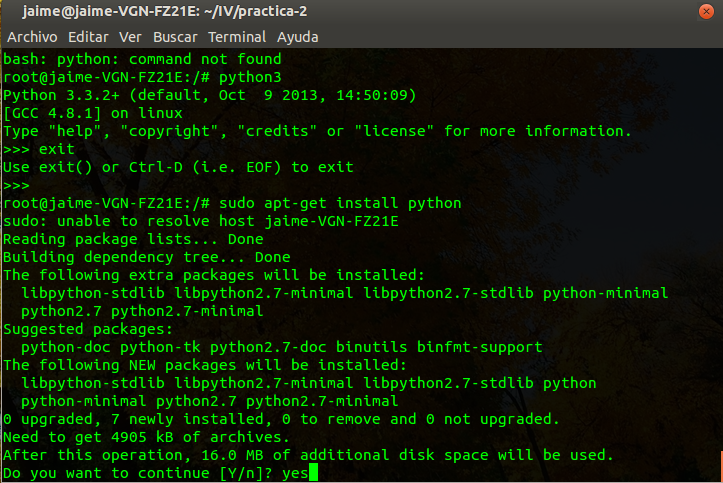 jaime@jaime-VGN-FZ21E: ~/IV/practica-2
Archivo Editar Ver Buscar Terminal Ayuda
bash: python: command not found
root@jaime-VGN-FZ21E:/# python3
Python 3.3.2+ (default, Oct  9 2013, 14:50:09)
[GCC 4.8.1] on linux
Type "help", "copyright", "credits" or "license" for more information.
>>> exit
Use exit() or Ctrl-D (i.e. EOF) to exit
>>>
root@jaime-VGN-FZ21E:/# sudo apt-get install python
sudo: unable to resolve host jaime-VGN-FZ21E
Reading package lists... Done
Building dependency tree... Done
The following extra packages will be installed:
  libpython-stdlib libpython2.7-minimal libpython2.7-stdlib python-minimal
  python2.7 python2.7-minimal
Suggested packages:
  python-doc python-tk python2.7-doc binutils binfmt-support
The following NEW packages will be installed:
  libpython-stdlib libpython2.7-minimal libpython2.7-stdlib python
  python-minimal python2.7 python2.7-minimal
0 upgraded, 7 newly installed, 0 to remove and 0 not upgraded.
Need to get 4905 kB of archives.
After this operation, 16.0 MB of additional disk space will be used.
Do you want to continue [Y/n]? yes